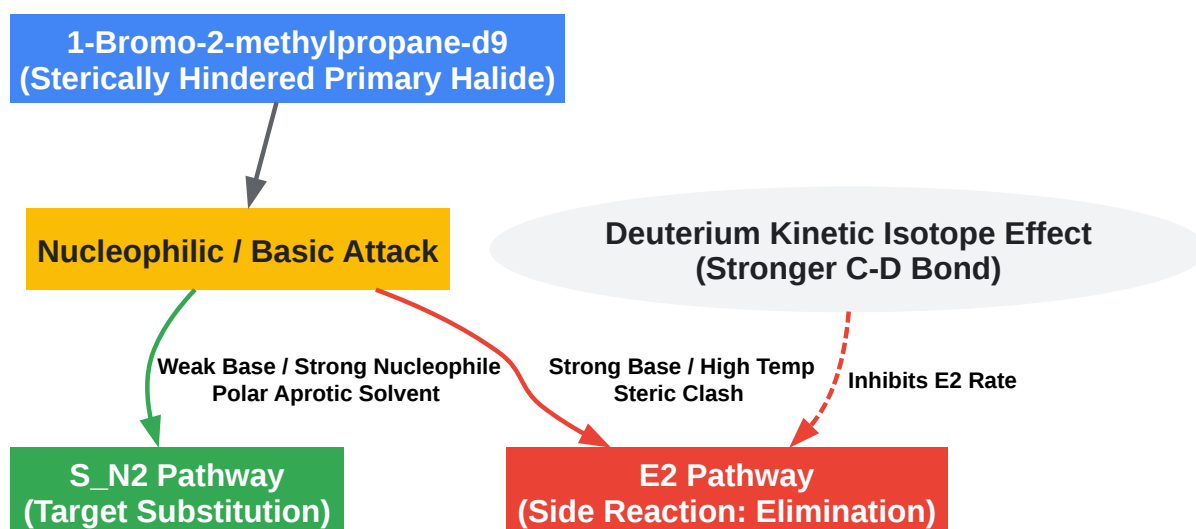 1-Bromo-2-methylpropane-d9
(Sterically Hindered Primary Halide)
Nucleophilic / Basic Attack
Deuterium Kinetic Isotope Effect
(Stronger C-D Bond)
Weak Base / Strong Nucleophile
Polar Aprotic Solvent
Strong Base / High Temp
Steric Clash
Inhibits E2 Rate
S_N2 Pathway
(Target Substitution)
E2 Pathway
(Side Reaction: Elimination)